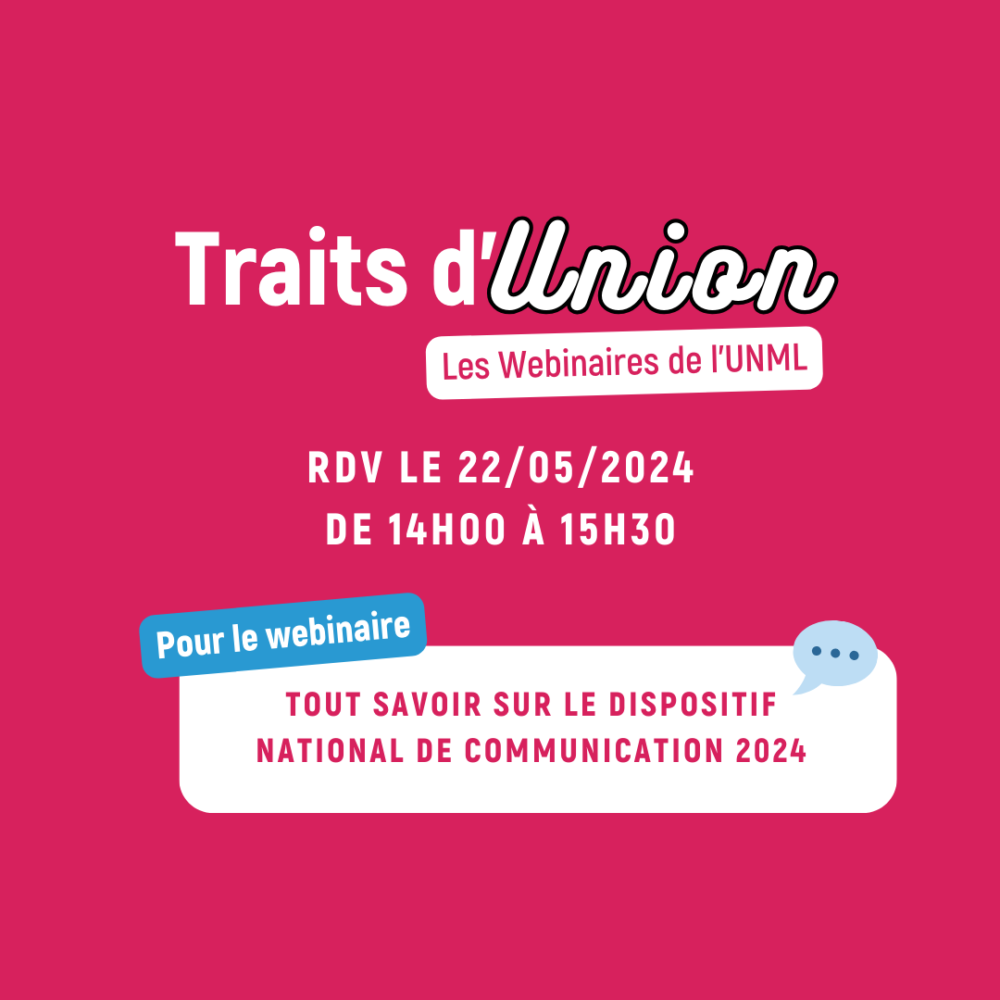 Traits d'Union
Les Webinaires de l'UNML
RDV LE 22/05/2024
DE 14H00 À 15H30
Pour le webinaire
TOUT SAVOIR SUR LE DISPOSITIF
NATIONAL DE COMMUNICATION 2024